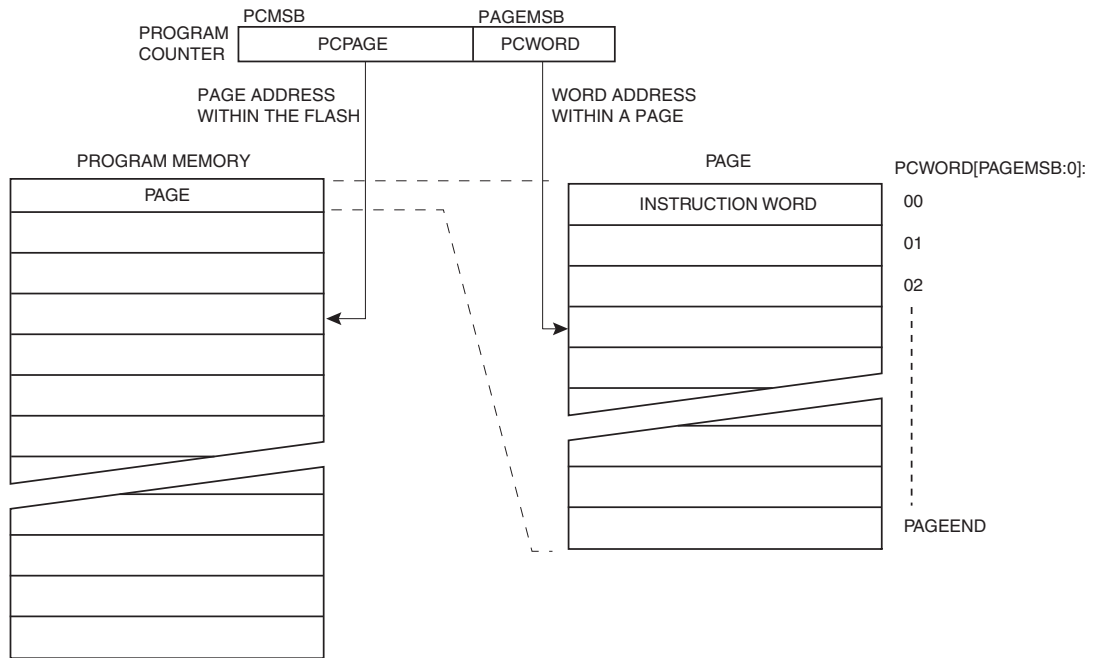 PCMSB
PAGEMSB
PROGRAM
COUNTER
PCPAGE
PCWORD
PAGE ADDRESS
WITHIN THE FLASH
WORD ADDRESS
WITHIN A PAGE
PROGRAM MEMORY
PAGE
PAGE
INSTRUCTION WORD
PCWORD[PAGEMSB:0]:
00
01
02
PAGEEND